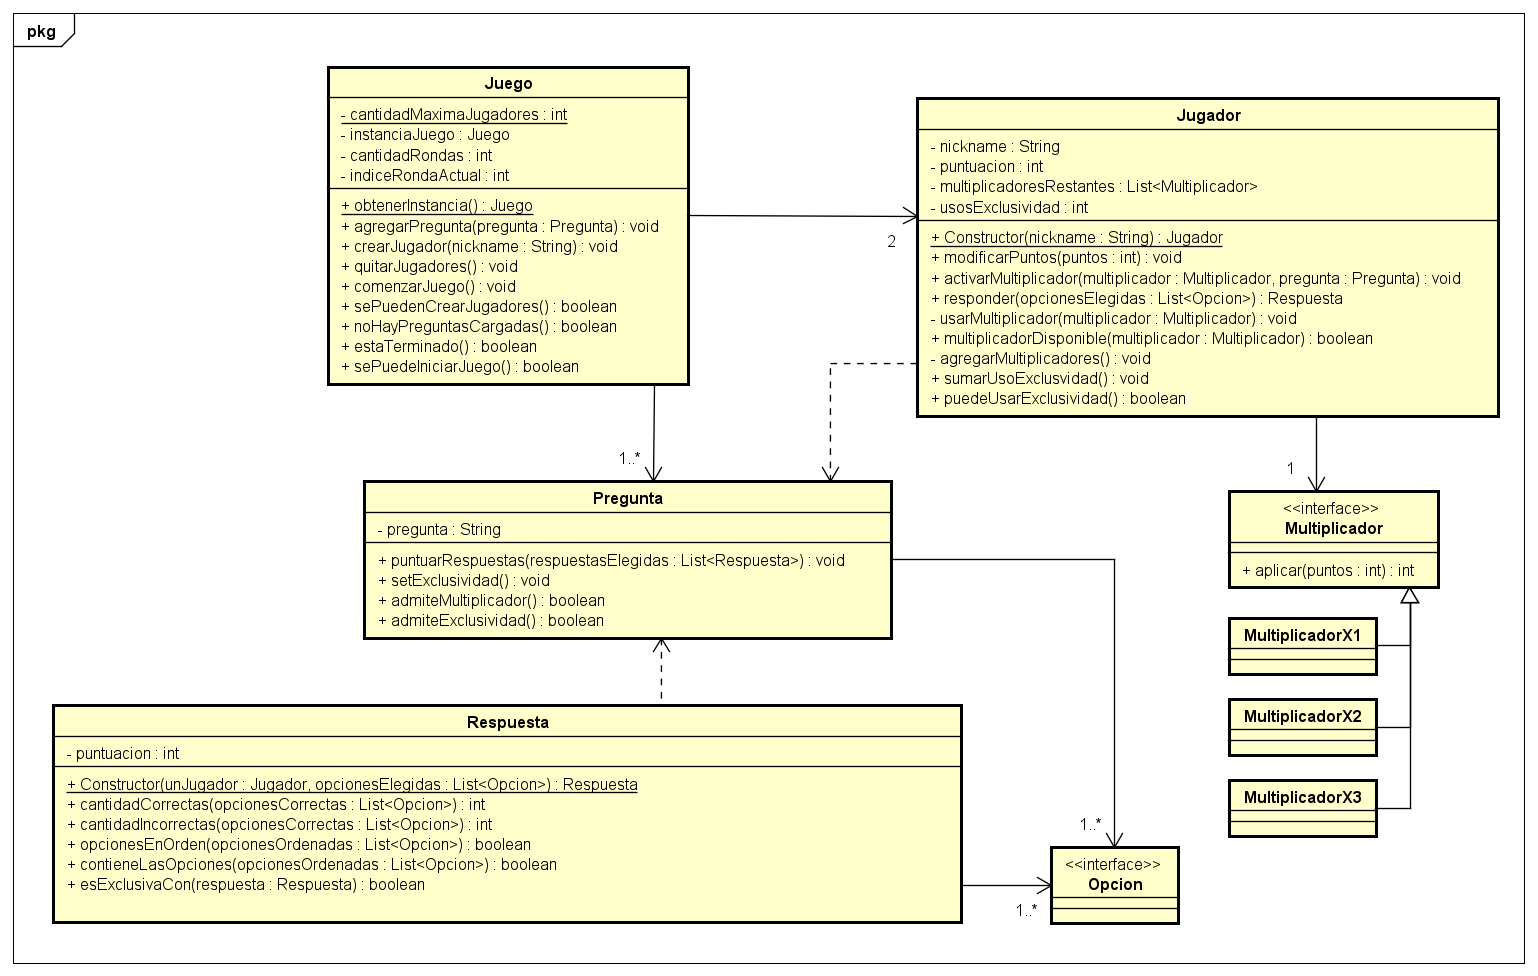 pkg
Juego
- cantidadMaximaJugadores : int
- instanciaJuego : Juego
- cantidadRondas : int
- indiceRondaActual : int
+ obtenerInstancia() : Juego
+ agregarPregunta(pregunta : Pregunta) : void
+ crearJugador(nickname : String) : void
+ quitarJugadores() : void
+ comenzarJuego() : void
+ sePuedenCrearJugadores() : boolean
+ noHayPreguntasCargadas() : boolean
+ estaTerminado() : boolean
+ sePuedeIniciarJuego() : boolean
2
Jugador
- nickname : String
- puntuacion : int
- multiplicadoresRestantes : List<Multiplicador>
- usosExclusividad : int
+ Constructor(nickname : String) : Jugador
+ modificarPuntos(puntos : int) : void
+ activarMultiplicador(multiplicador : Multiplicador, pregunta : Pregunta) : void
+ responder(opcionesElegidas : List<Opcion>) : Respuesta
- usarMultiplicador(multiplicador : Multiplicador) : void
+ multiplicadorDisponible(multiplicador : Multiplicador) : boolean
- agregarMultiplicadores() : void
+ sumarUsoExclusvidad() : void
+ puedeUsarExclusividad() : boolean
1..*
1
Pregunta
- pregunta : String
+ puntuarRespuestas(respuestasElegidas : List<Respuesta>) : void
+ setExclusividad() : void
+ admiteMultiplicador() : boolean
+ admiteExclusividad() : boolean
<<interface>>
Multiplicador
+ aplicar(puntos : int) : int
MultiplicadorX1
MultiplicadorX2
MultiplicadorX3
Respuesta
- puntuacion : int
+ Constructor(unJugador : Jugador, opcionesElegidas : List<Opcion>) : Respuesta
+ cantidadCorrectas(opcionesCorrectas : List<Opcion>) : int
+ cantidadIncorrectas(opcionesCorrectas : List<Opcion>) : int
+ opcionesEnOrden(opcionesOrdenadas : List<Opcion>) : boolean
+ contieneLasOpciones(opcionesOrdenadas : List<Opcion>) : boolean
+ esExclusivaCon(respuesta : Respuesta) : boolean
1..*
<<interface>>
Opcion
1..*